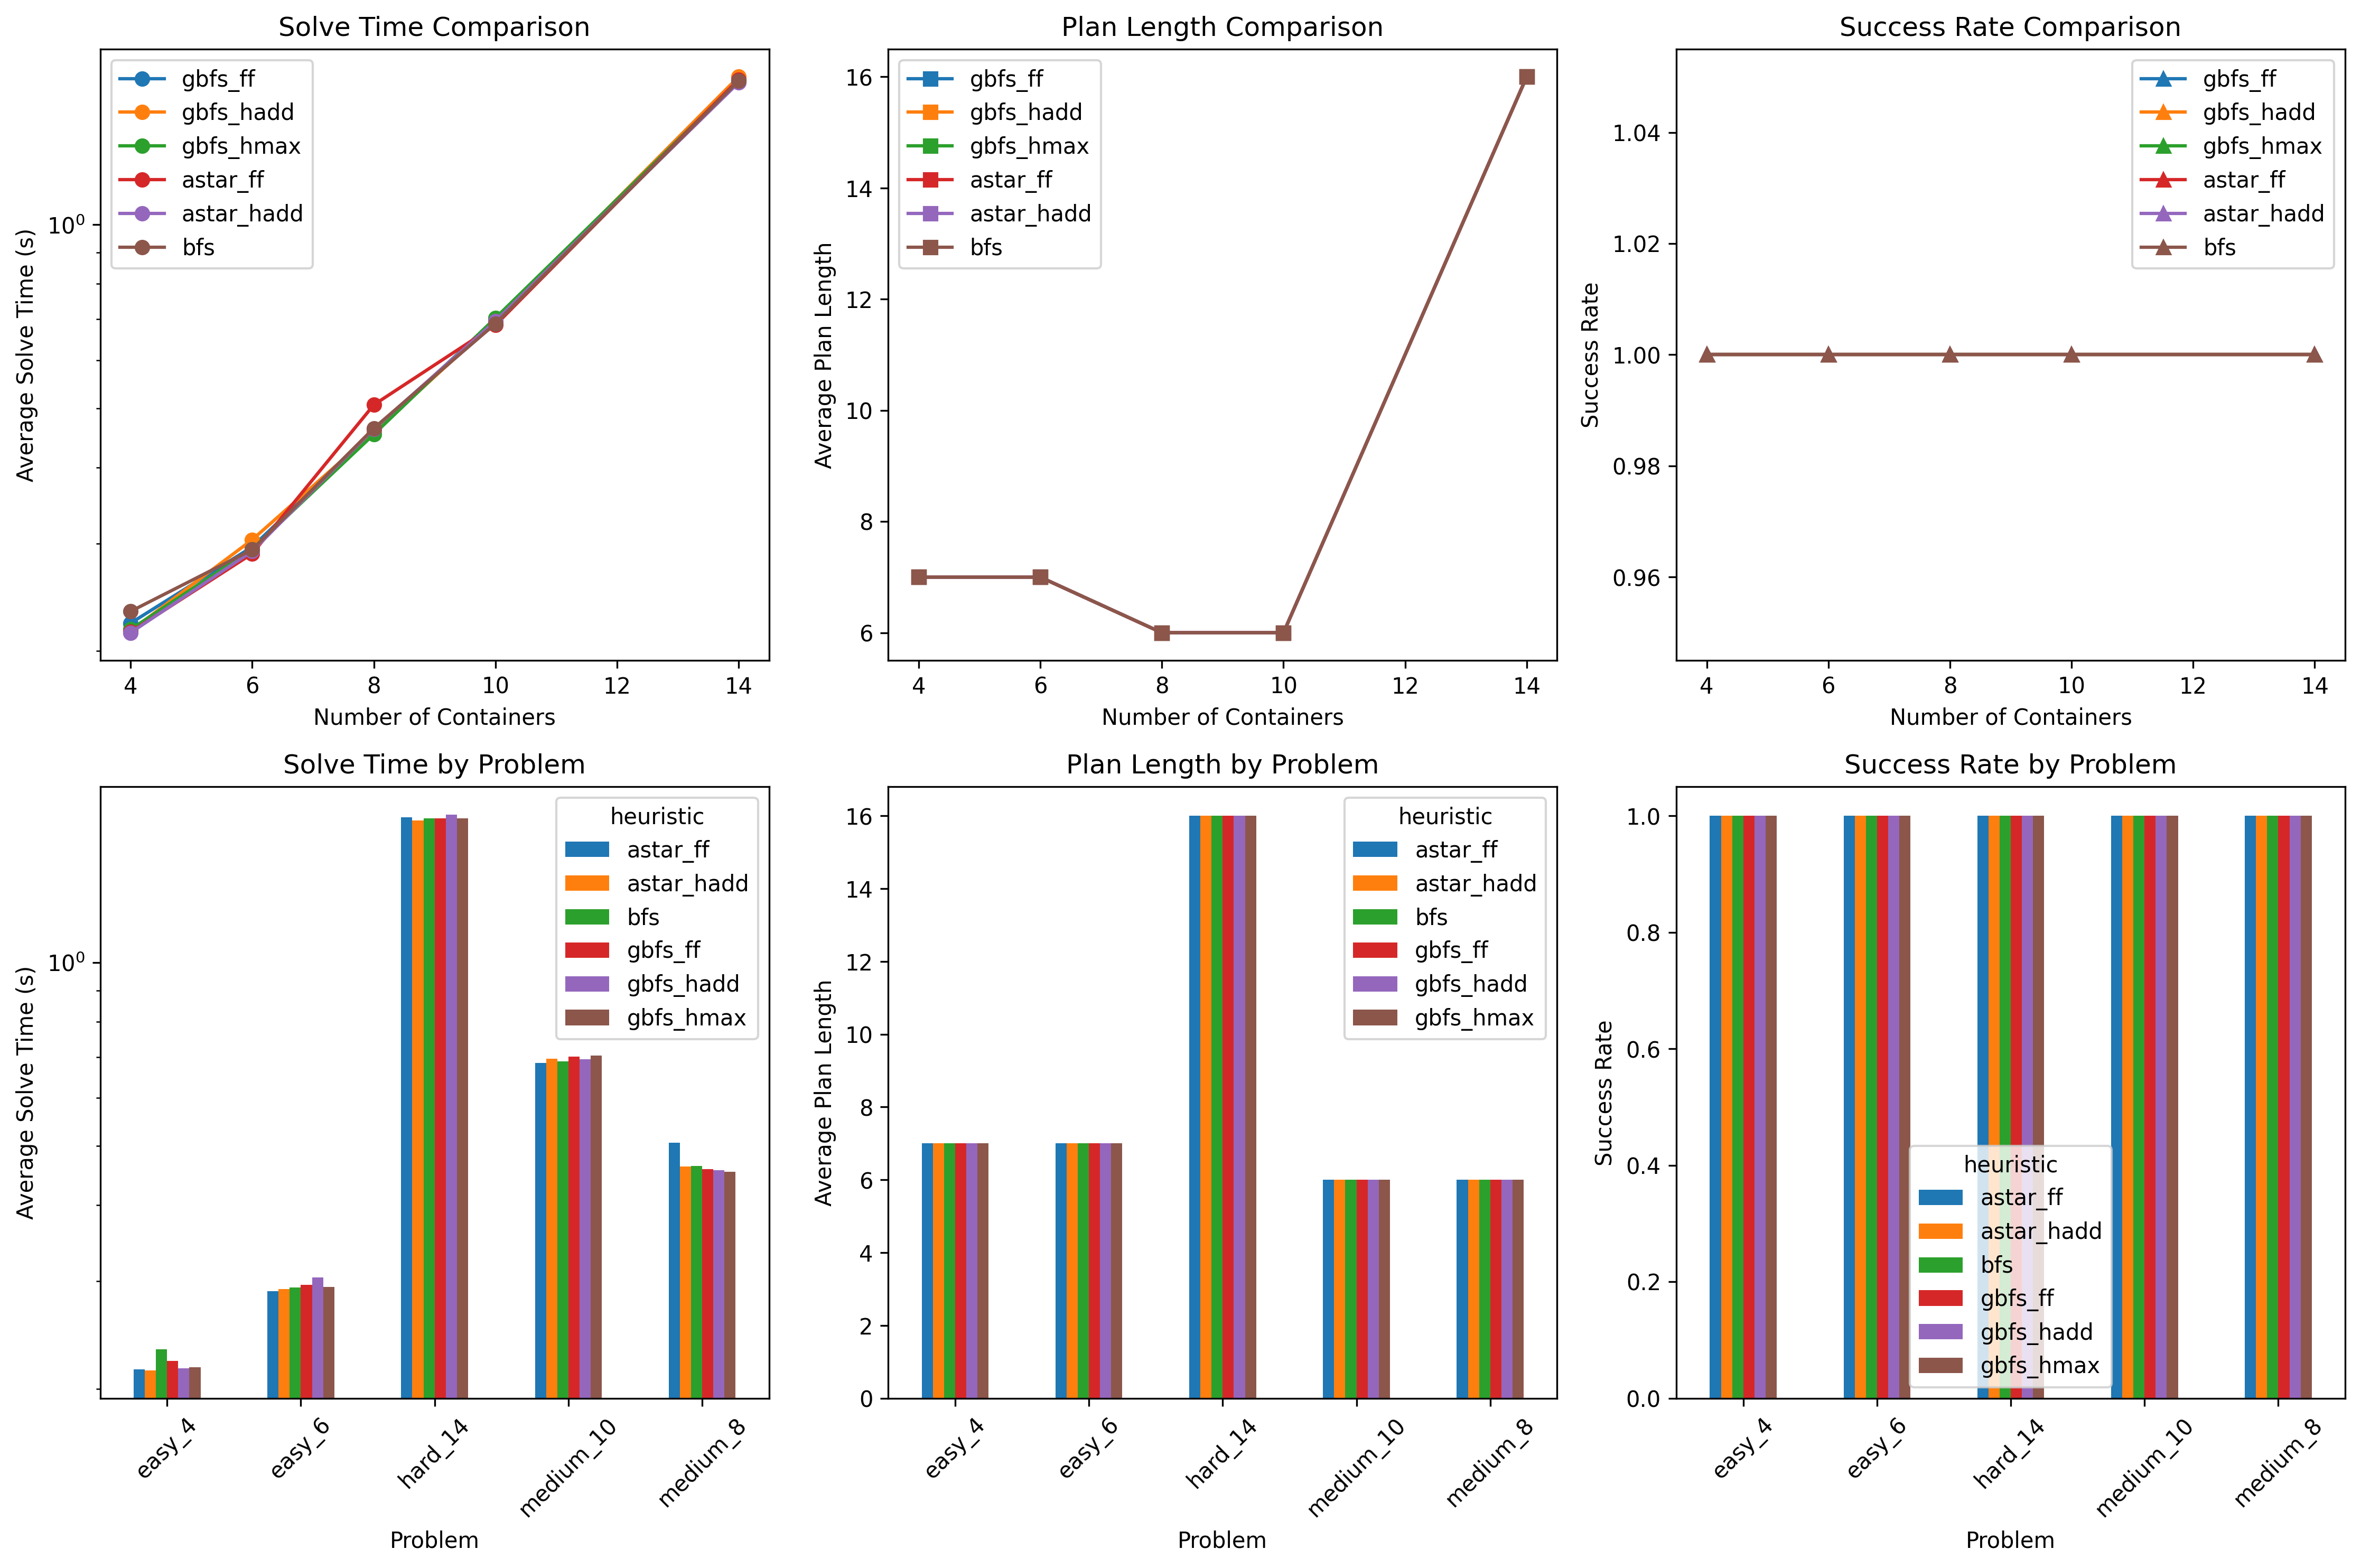 Solve Time Comparison
Average Solve Time (s)
10⁰
gbfs_ff
gbfs_hadd
gbfs_hmax
astar_ff
astar_hadd
bfs
4 6 8 10 12 14
Number of Containers
Plan Length Comparison
Average Plan Length
16
14
12
10
8
6
gbfs_ff
gbfs_hadd
gbfs_hmax
astar_ff
astar_hadd
bfs
4 6 8 10 12 14
Number of Containers
Success Rate Comparison
Success Rate
1.04
1.02
1.00
0.98
0.96
gbfs_ff
gbfs_hadd
gbfs_hmax
astar_ff
astar_hadd
bfs
4 6 8 10 12 14
Number of Containers
Solve Time by Problem
Average Solve Time (s)
10⁰
heuristic
astar_ff
astar_hadd
bfs
gbfs_ff
gbfs_hadd
gbfs_hmax
easy_4 easy_6 hard_14 medium_10 medium_8
Problem
Plan Length by Problem
Average Plan Length
16
14
12
10
8
6
4
2
0
heuristic
astar_ff
astar_hadd
bfs
gbfs_ff
gbfs_hadd
gbfs_hmax
easy_4 easy_6 hard_14 medium_10 medium_8
Problem
Success Rate by Problem
Success Rate
1.0
0.8
0.6
0.4
0.2
0.0
heuristic
astar_ff
astar_hadd
bfs
gbfs_ff
gbfs_hadd
gbfs_hmax
easy_4 easy_6 hard_14 medium_10 medium_8
Problem